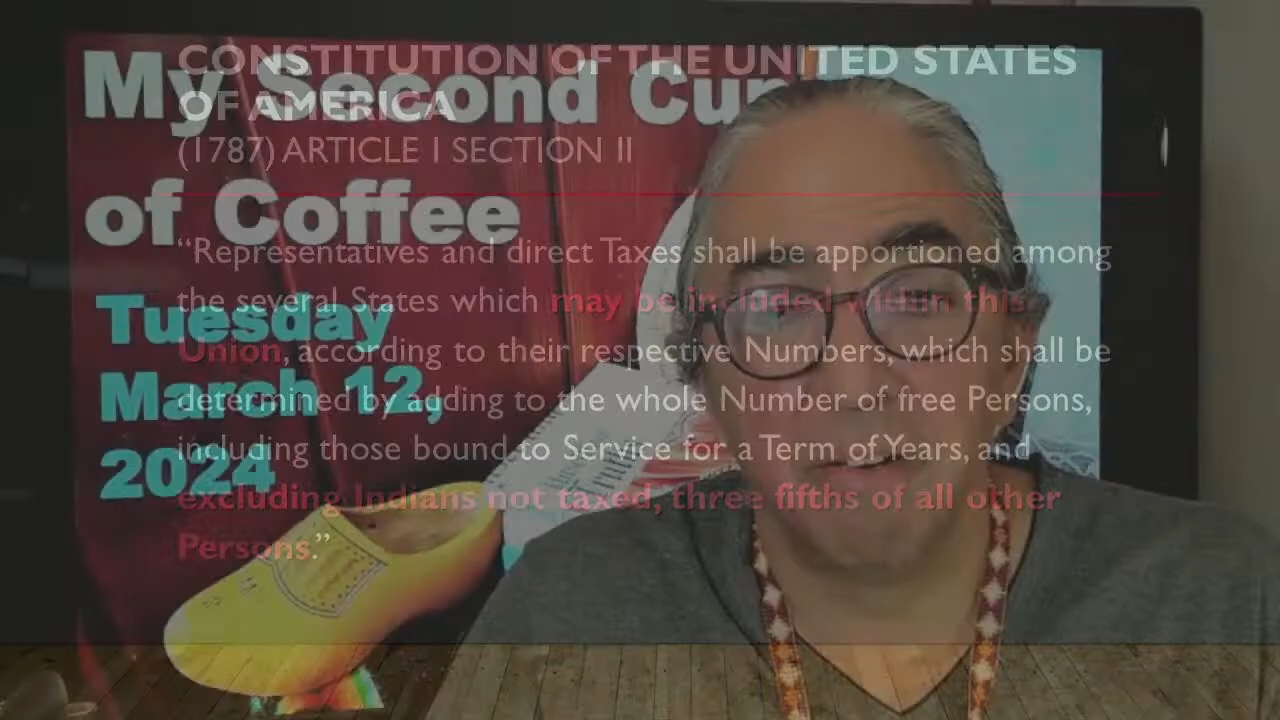 My Second Cup
of Coffee
Tuesday
March 12,
2024
CONSTITUTION OF THE UNITED STATES
OF AMERICA
(1787) ARTICLE I SECTION II
“Representatives and direct Taxes shall be apportioned among
the several States which may be included within this
Union, according to their respective Numbers, which shall be
determined by adding to the whole Number of free Persons,
including those bound to Service for a Term of Years, and
excluding Indians not taxed, three fifths of all other
Persons.”